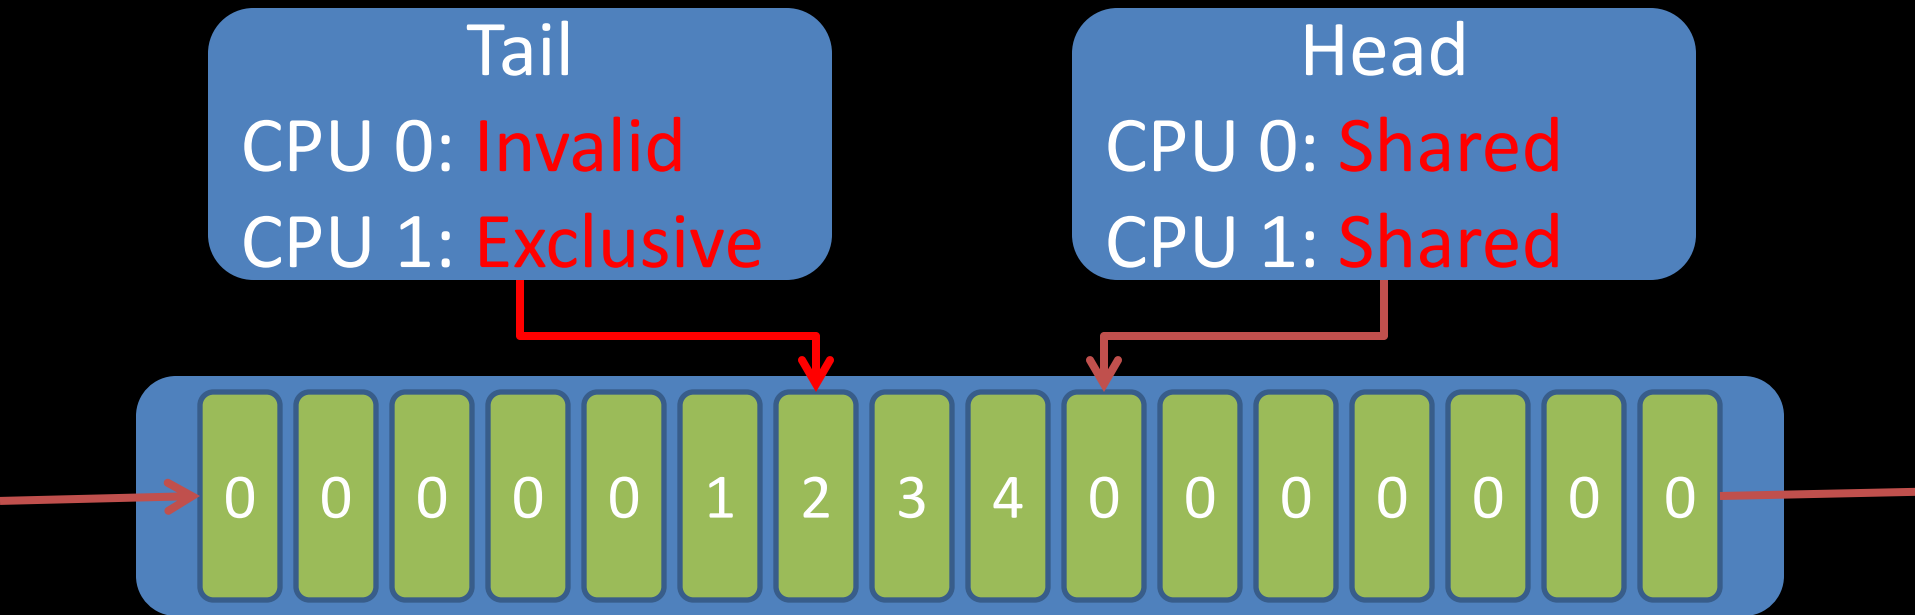 Tail
CPU 0: Invalid
CPU 1: Exclusive
Head
CPU 0: Shared
CPU 1: Shared
0 0 0 0 0 1 2 3 4 0 0 0 0 0 0 0